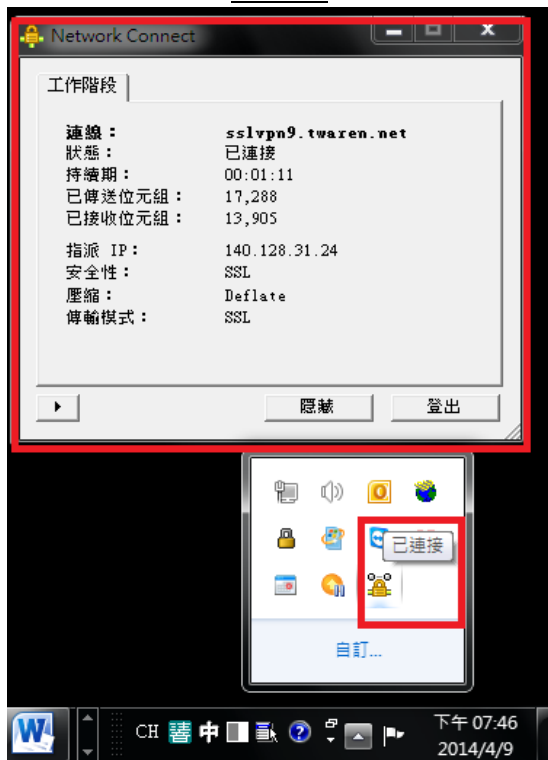 Network Connect
工作階段
連線： sslvpn9.twaren.net
狀態： 已連接
持續期： 00:01:11
已傳送位元組： 17,288
已接收位元組： 13,905
指派 IP： 140.128.31.24
安全性： SSL
壓縮： Deflate
傳輸模式： SSL
隱藏 登出
已連接
自訂...
CH 中 下午 07:46
2014/4/9